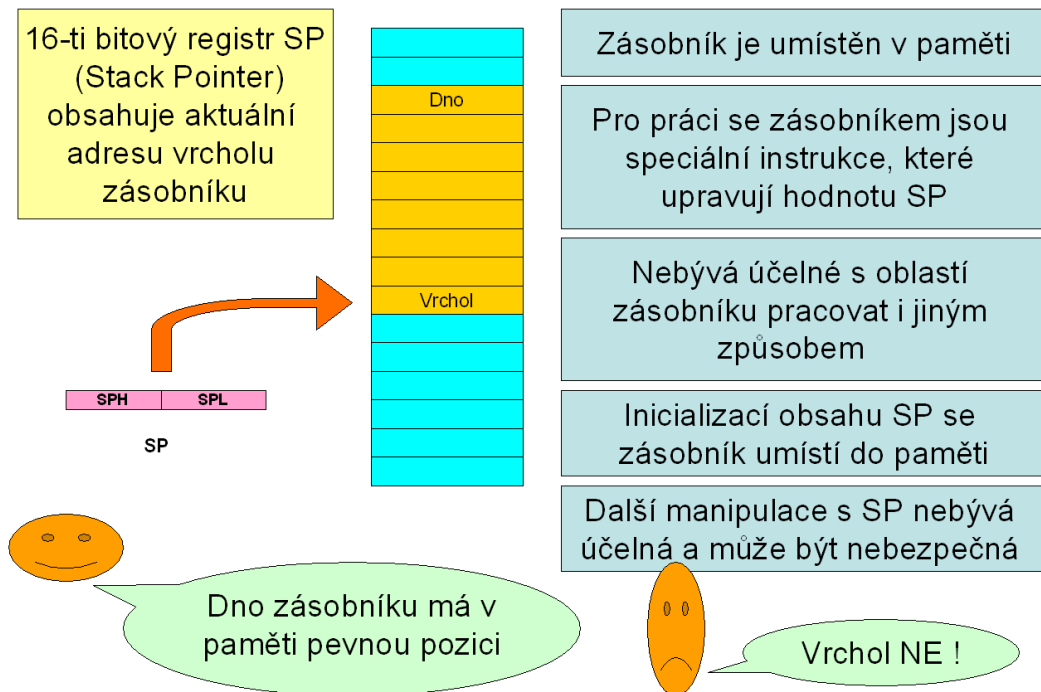 16-ti bitový registr SP
(Stack Pointer)
obsahuje aktuální
adresu vrcholu
zásobníku
Dno
Vrchol
SPH SPL
SP
Zásobník je umístěn v paměti
Pro práci se zásobníkem jsou
speciální instrukce, které
upravují hodnotu SP
Nebývá účelné s oblastí
zásobníku pracovat i jiným
způsobem
Inicializací obsahu SP se
zásobník umístí do paměti
Další manipulace s SP nebývá
účelná a může být nebezpečná
Dno zásobníku má v
paměti pevnou pozici
Vrchol NE !